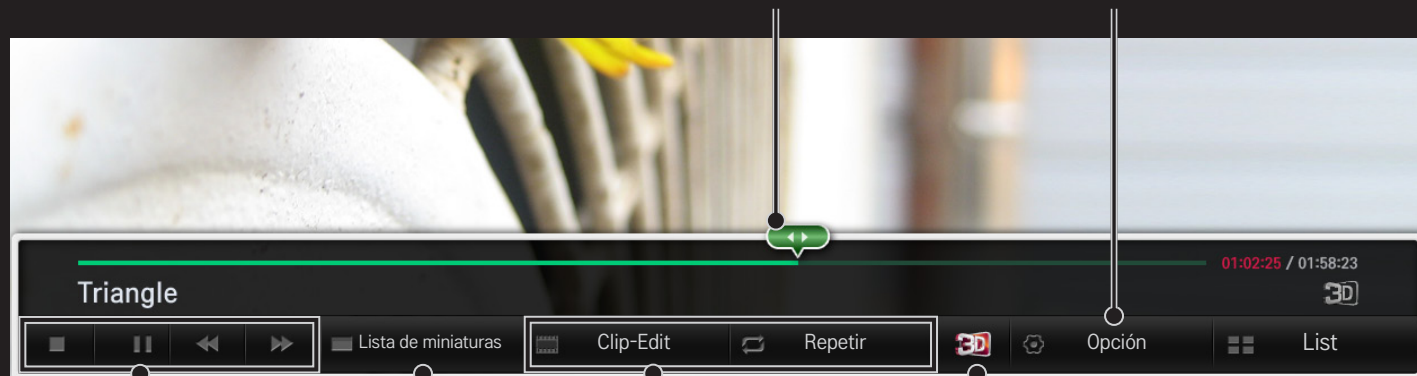 01:02:25 / 01:58:23
Triangle
3D
Lista de miniaturas
Clip-Edit
Repetir
3D
Opción
List